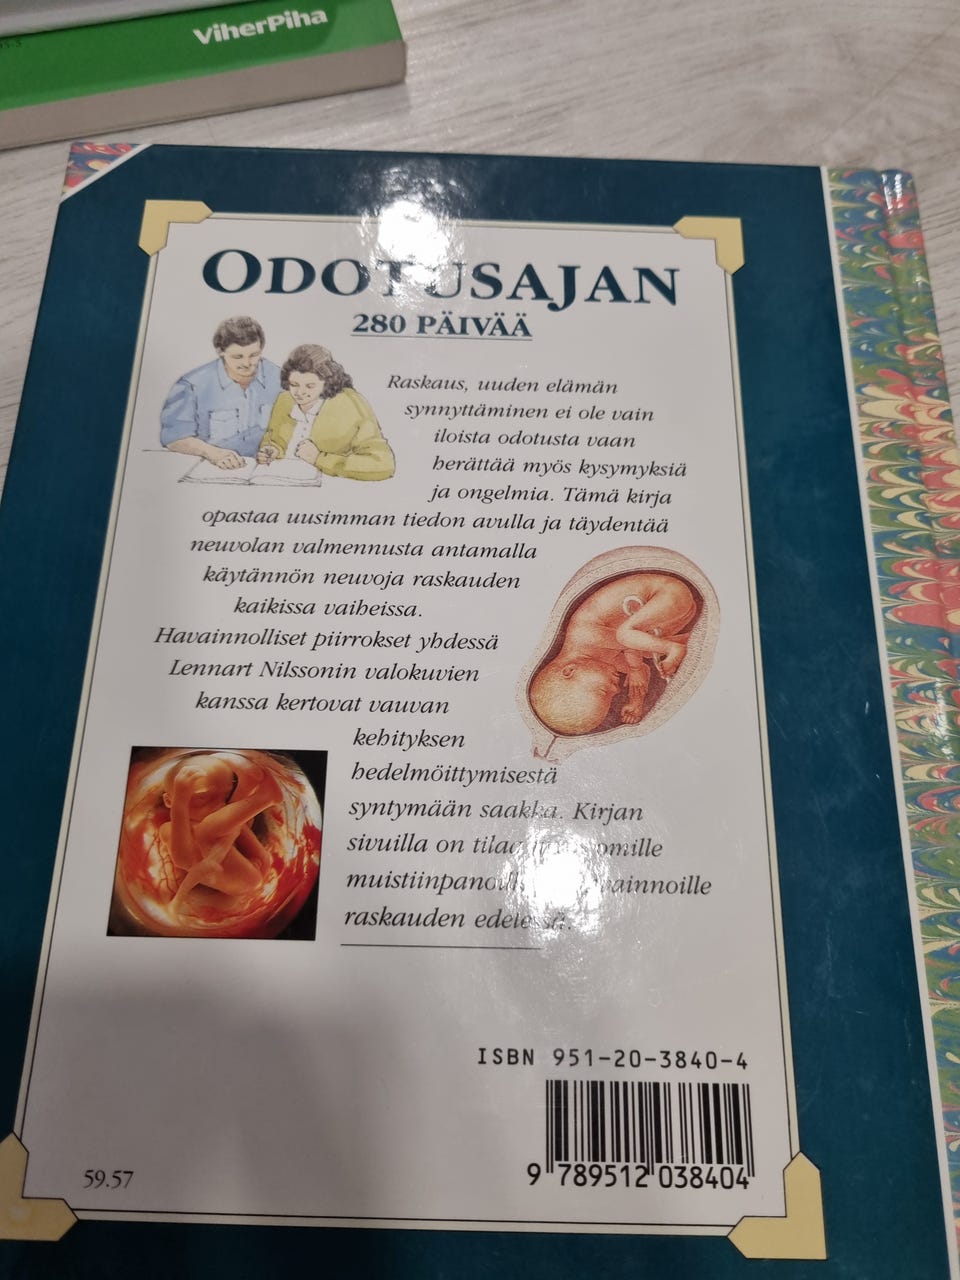 ViherPiha
ODOTUSAJAN
280 PÄIVÄÄ
Raskaus, uuden elämän
synnyttäminen ei ole vain
iloista odotusta vaan
herättää myös kysymyksiä
ja ongelmia. Tämä kirja
opastaa uusimman tiedon avulla ja täydentää
neuvolan valmennusta antamalla
käytännön neuvoja raskauden
kaikissa vaiheissa.
Havainnolliset piirrokset yhdessä
Lennart Nilssonin valokuvien
kanssa kertovat vauvan
kehityksen
hedelmöittymisestä
syntymään saakka. Kirjan
sivuilla on tilaa omille
raskauden edetessä.
ISBN 951-20-3840-4
9 789512 038404
59.57